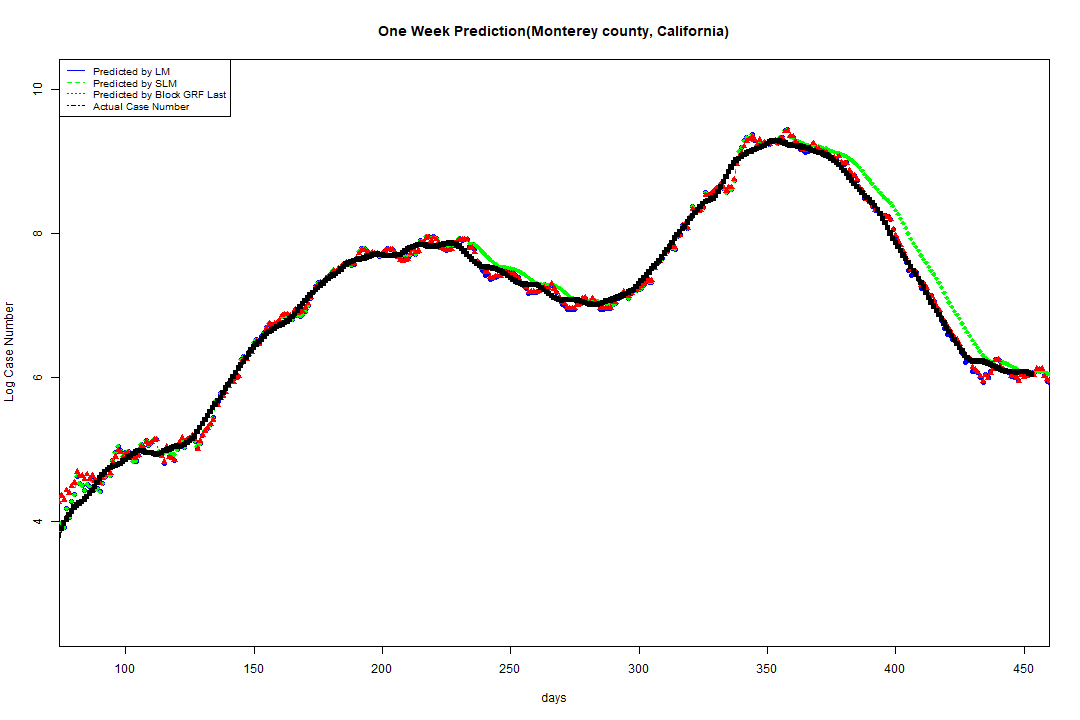 One Week Prediction(Monterey county, California)
Predicted by LM
Predicted by SLM
Predicted by Block GRF Last
Actual Case Number
10
8
6
4
Log Case Number
100 150 200 250 300 350 400 450
days